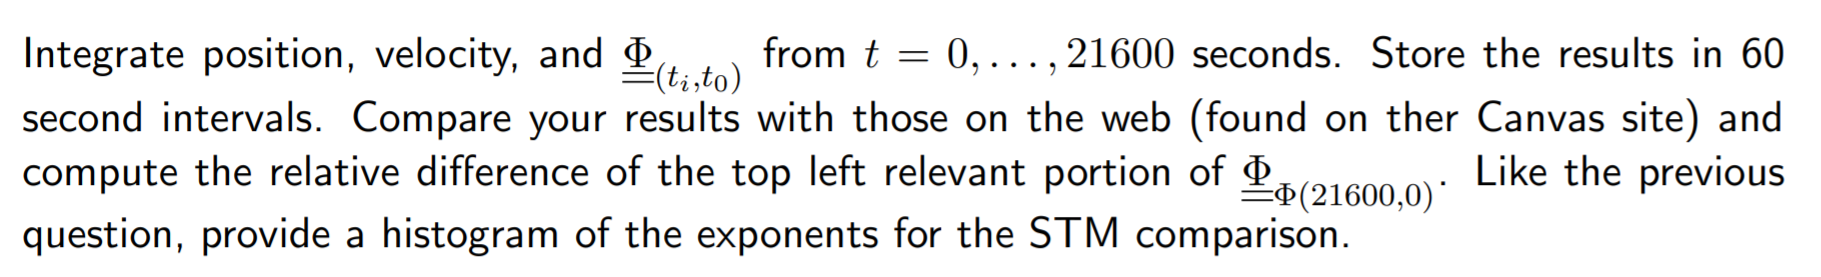 Integrate position, velocity, and $\underline{\underline{\Phi}}_{(t_i,t_0)}$ from $t = 0, \ldots, 21600$ seconds. Store the results in 60
second intervals. Compare your results with those on the web (found on ther Canvas site) and
compute the relative difference of the top left relevant portion of $\underline{\underline{\Phi}}_{\Phi(21600,0)}$. Like the previous
question, provide a histogram of the exponents for the STM comparison.